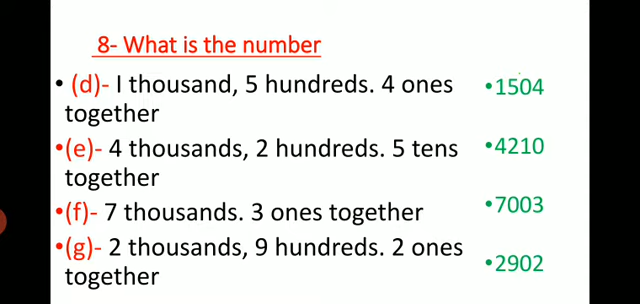 8- What is the number
• (d)- I thousand, 5 hundreds. 4 ones
together
•1504
•(e)- 4 thousands, 2 hundreds. 5 tens
together
•4210
•(f)- 7 thousands. 3 ones together
•7003
•(g)- 2 thousands, 9 hundreds. 2 ones
together
•2902